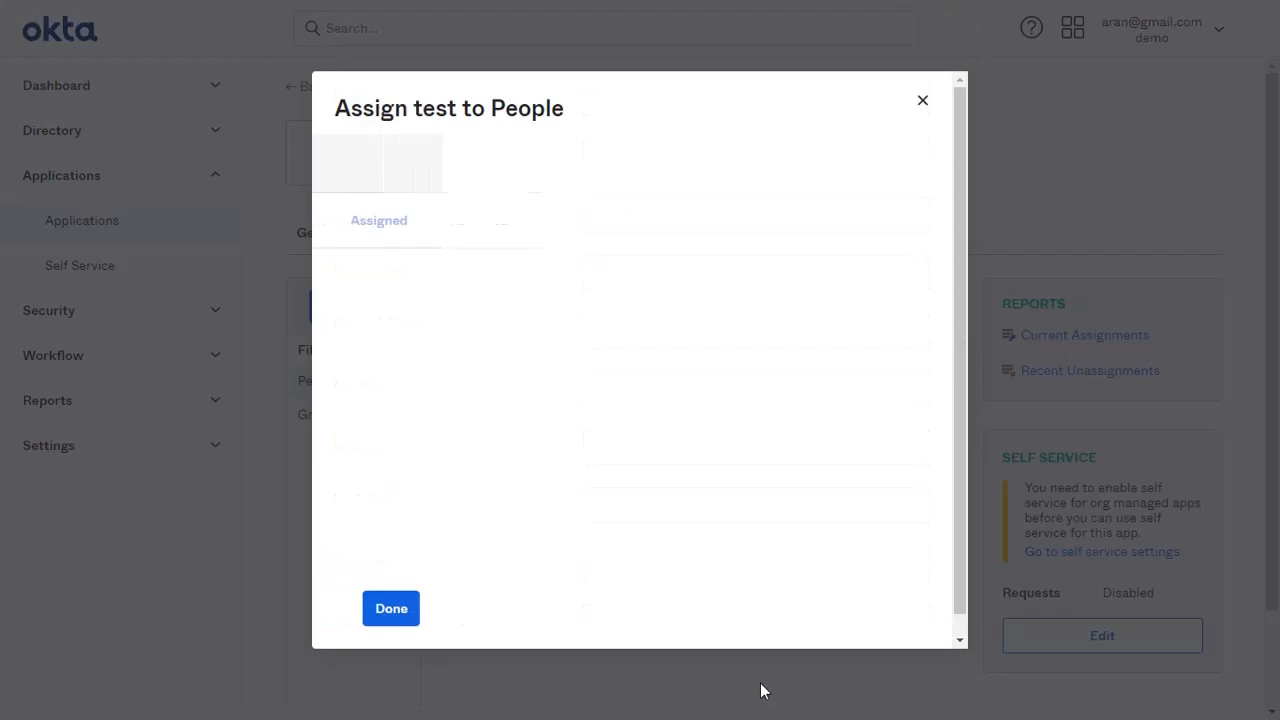 okta
Search...
aran@gmail.com
demo
Dashboard
Directory
Applications
Applications
Self Service
Security
Workflow
Reports
Settings
Assign test to People
Assigned
Done
REPORTS
Current Assignments
Recent Unassignments
SELF SERVICE
You need to enable self
service for org managed apps
before you can use self
service for this app.
Go to self service settings
Requests Disabled
Edit